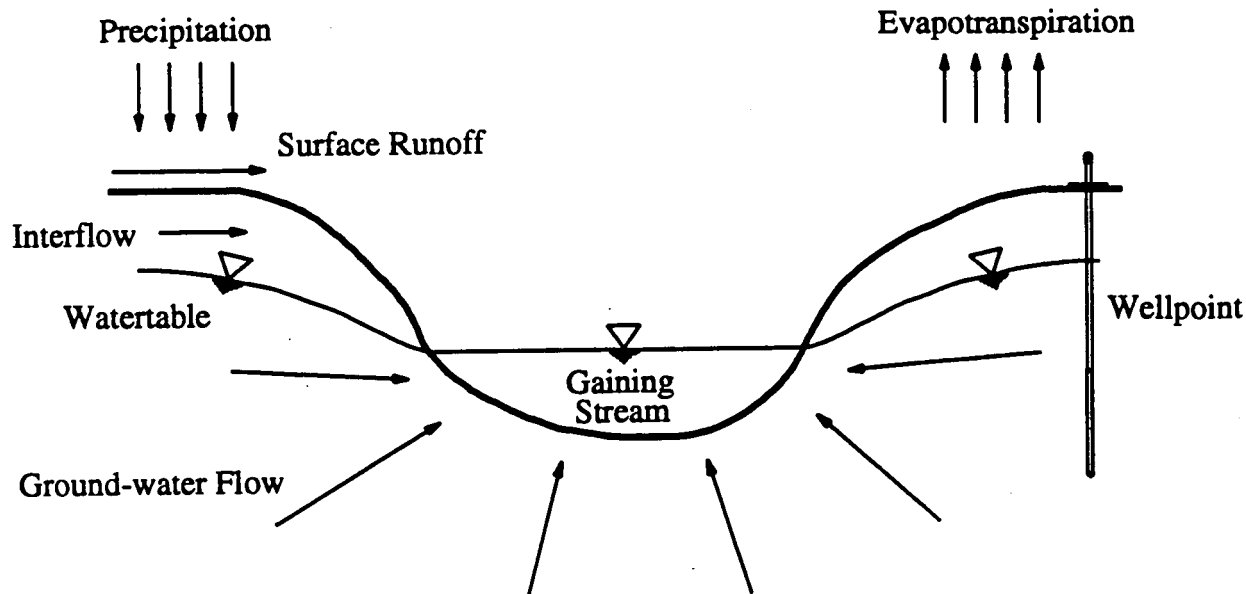 Precipitation
Evapotranspiration
Surface Runoff
Interflow
Watertable
Wellpoint
Gaining
Stream
Ground-water Flow